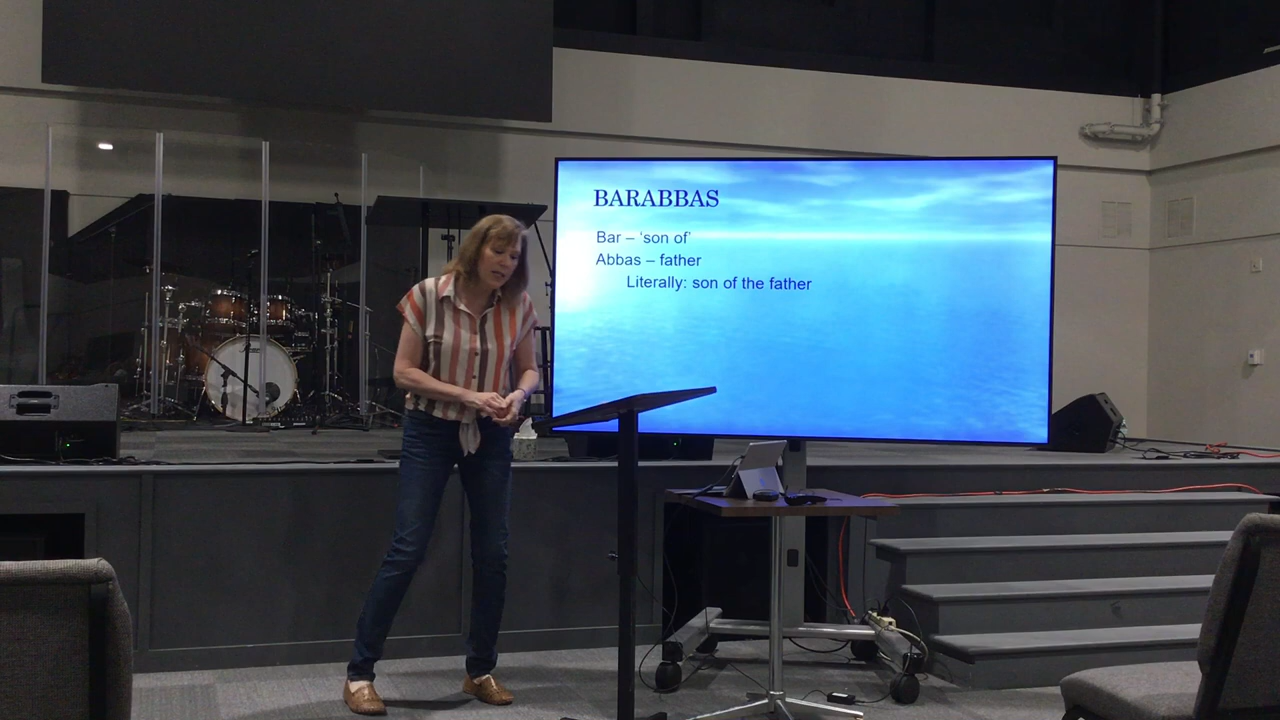 BARABBAS
Bar – ‘son of’
Abbas – father
Literally: son of the father